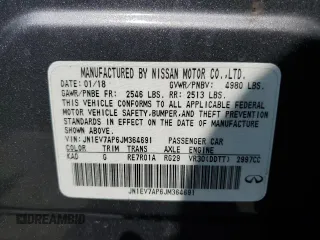 MANUFACTURED BY NISSAN MOTOR CO., LTD.
DATE: 01/18 GVWR/PNBV: 4980 LBS.
GAWR/PNBE FR: 2546 LBS. RR: 2513 LBS.
THIS VEHICLE CONFORMS TO ALL APPLICABLE FEDERAL
MOTOR VEHICLE SAFETY, BUMPER, AND THEFT
PREVENTION STANDARDS IN EFFECT ON THE DATE OF
MANUFACTURE SHOWN ABOVE.
VIN: JN1EV7AP6JM364691 PASSENGER CAR
COLOR TRIM TRANS AXLE ENGINE
KAD G RE7R01A RG29 VR30(DDTT) 2997CC
JN1EV7AP6JM364691
INFINITI